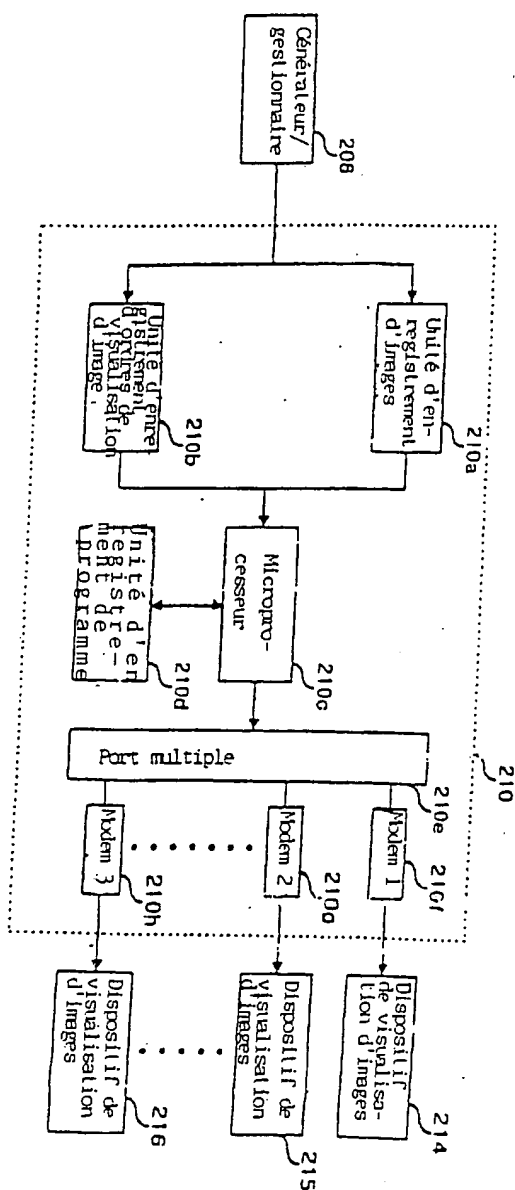 Générateur/
gestionnaire
208
Unité d'en-
registrement
d'images
210a
Unité d'enre
gistrement
d'ordres de
visualisation
d'image
210b
Micropro-
cesseur
210c
Unité d'en
registre-
ment de
programme
210d
Port multiple
210e
210
Modem 1
210f
Modem 2
210g
Modem 3
210h
Dispositif
de visualisa-
tion d'images
214
Dispositif de
visualisation
d'images
215
Dispositif de
visualisation
d'images
216